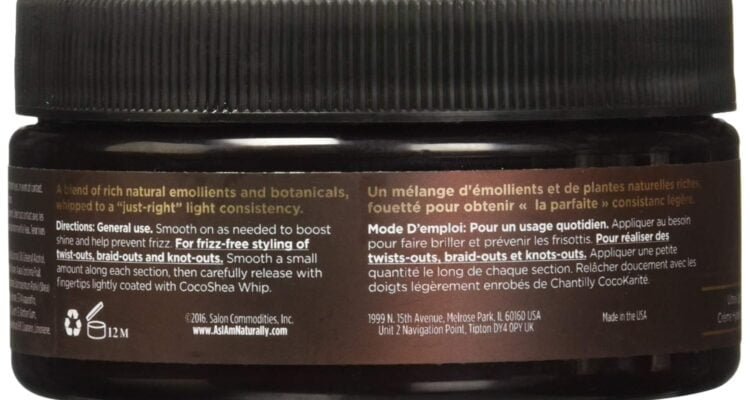 A blend of rich natural emollients and botanicals,
whipped to a "just-right" light consistency.
Directions: General use. Smooth on as needed to boost
shine and help prevent frizz. For frizz-free styling of
twist-outs, braid-outs and knot-outs. Smooth a small
amount along each section, then carefully release with
fingertips lightly coated with CocoShea Whip.
12M
©2016. Salon Commodities, Inc.
www.AsIAmNaturally.com
Un mélange d'émollients et de plantes naturelles riches,
fouetté pour obtenir « la parfaite » consistanc légère.
Mode D'emploi: Pour un usage quotidien. Appliquer au besoin
pour faire briller et prévenir les frisottis. Pour réaliser des
twists-outs, braid-outs et knots-outs. Appliquer une petite
quantité le long de chaque section. Relâcher doucement avec les
doigts légèrement enrobés de Chantilly CocoKarité.
1999 N. 15th Avenue, Melrose Park, IL 60160 USA
Unit 2 Navigation Point, Tipton DY4 0PY UK
Made in the USA